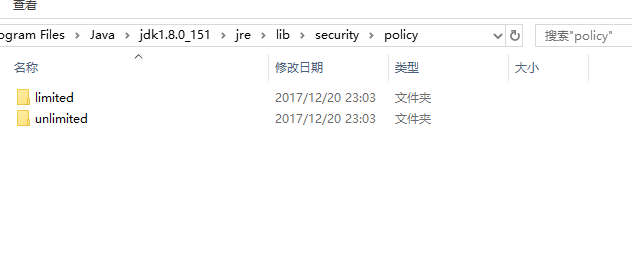 查看
ogram Files > Java > jdk1.8.0_151 > jre > lib > security > policy
搜索"policy"
名称 修改日期 类型 大小
limited 2017/12/20 23:03 文件夹
unlimited 2017/12/20 23:03 文件夹